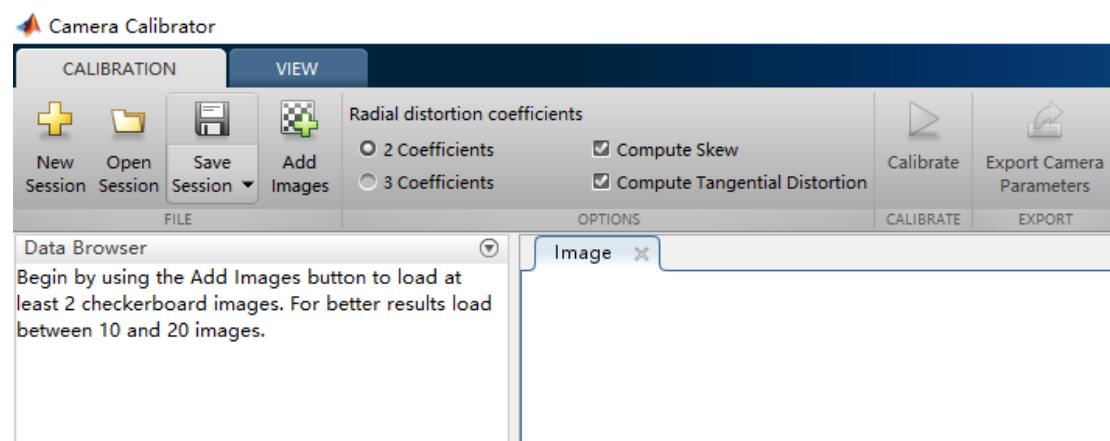 Camera Calibrator
CALIBRATION VIEW
New Session
Open Session
Save Session
Add Images
Radial distortion coefficients
2 Coefficients
3 Coefficients
Compute Skew
Compute Tangential Distortion
Calibrate
Export Camera Parameters
FILE OPTIONS CALIBRATE EXPORT
Data Browser
Begin by using the Add Images button to load at
least 2 checkerboard images. For better results load
between 10 and 20 images.
Image